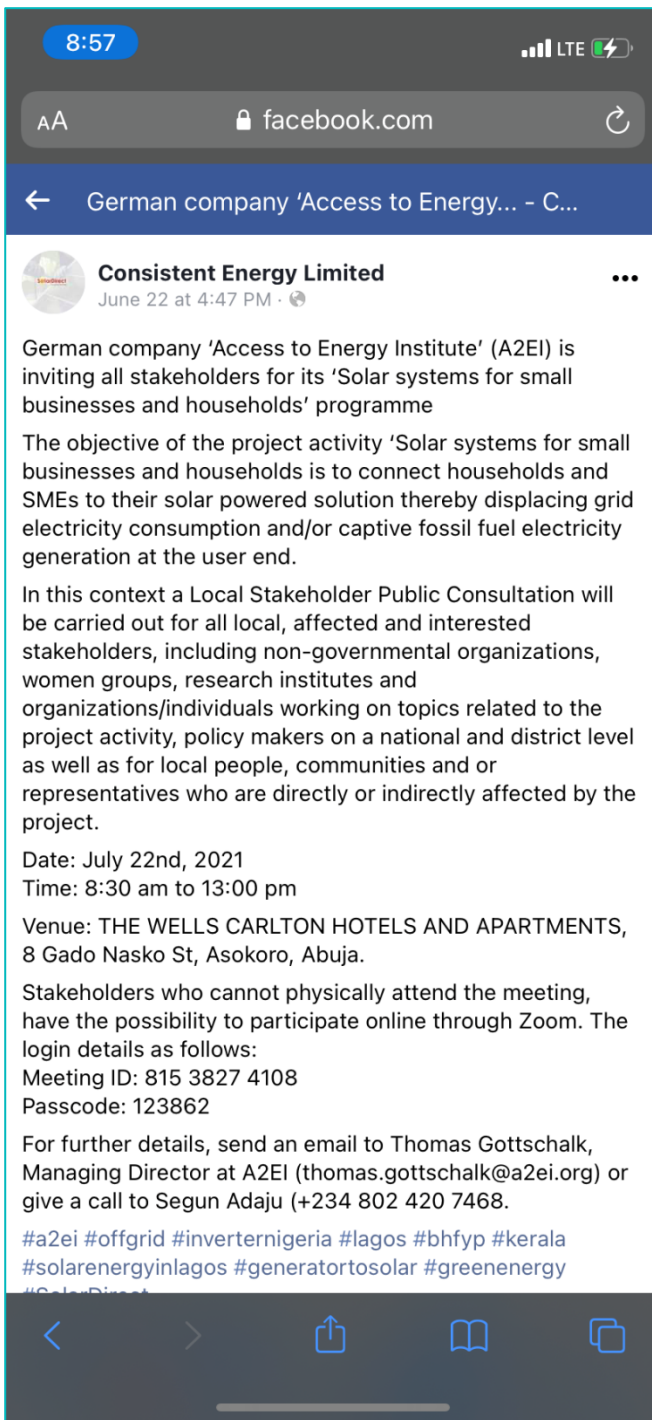 8:57
LTE
AA
facebook.com
German company ‘Access to Energy... - C...
Consistent Energy Limited
June 22 at 4:47 PM ·
German company ‘Access to Energy Institute’ (A2EI) is
inviting all stakeholders for its ‘Solar systems for small
businesses and households’ programme
The objective of the project activity ‘Solar systems for small
businesses and households is to connect households and
SMEs to their solar powered solution thereby displacing grid
electricity consumption and/or captive fossil fuel electricity
generation at the user end.
In this context a Local Stakeholder Public Consultation will
be carried out for all local, affected and interested
stakeholders, including non-governmental organizations,
women groups, research institutes and
organizations/individuals working on topics related to the
project activity, policy makers on a national and district level
as well as for local people, communities and or
representatives who are directly or indirectly affected by the
project.
Date: July 22nd, 2021
Time: 8:30 am to 13:00 pm
Venue: THE WELLS CARLTON HOTELS AND APARTMENTS,
8 Gado Nasko St, Asokoro, Abuja.
Stakeholders who cannot physically attend the meeting,
have the possibility to participate online through Zoom. The
login details as follows:
Meeting ID: 815 3827 4108
Passcode: 123862
For further details, send an email to Thomas Gottschalk,
Managing Director at A2EI (thomas.gottschalk@a2ei.org) or
give a call to Segun Adaju (+234 802 420 7468.
#a2ei #offgrid #inverternigeria #lagos #bhfyp #kerala
#solarenergyinlagos #generatortosolar #greenenergy
#SolarDirect